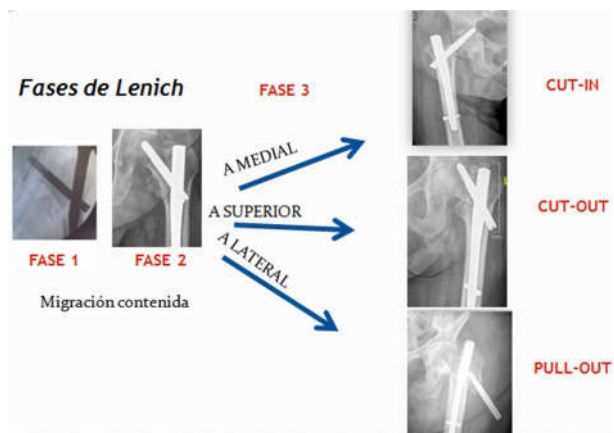 Fases de Lenich
FASE 3
FASE 1
FASE 2
Migración contenida
A MEDIAL
A SUPERIOR
A LATERAL
CUT-IN
CUT-OUT
PULL-OUT